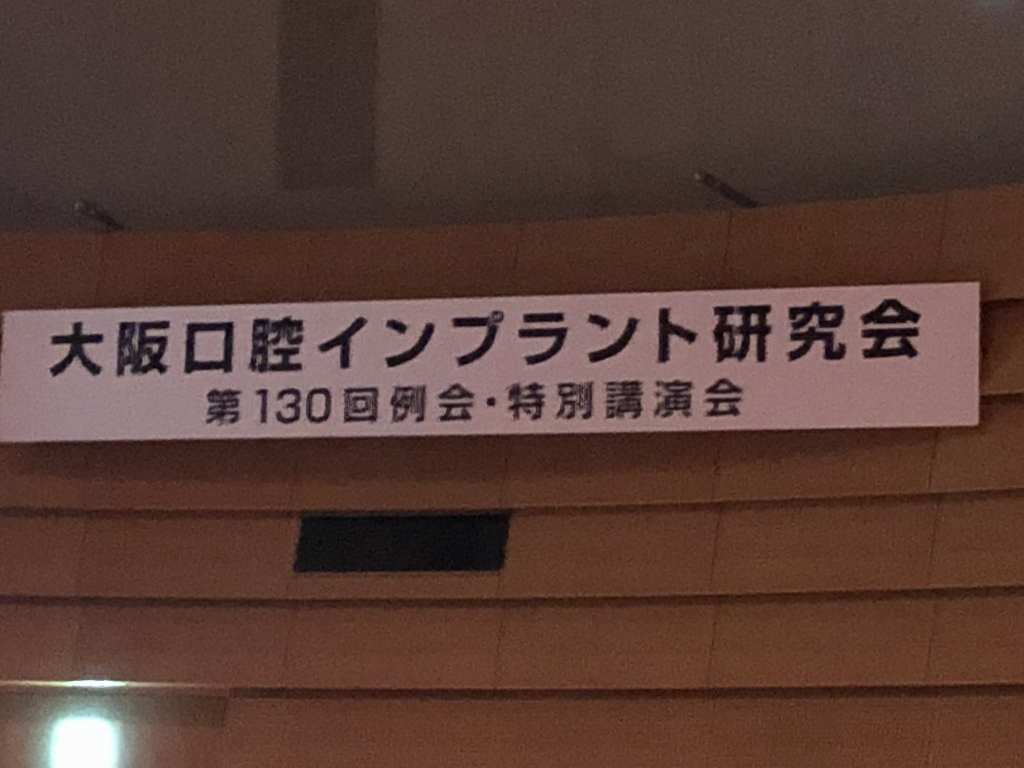 大阪口腔インプラント研究会
第130回例会・特別講演会